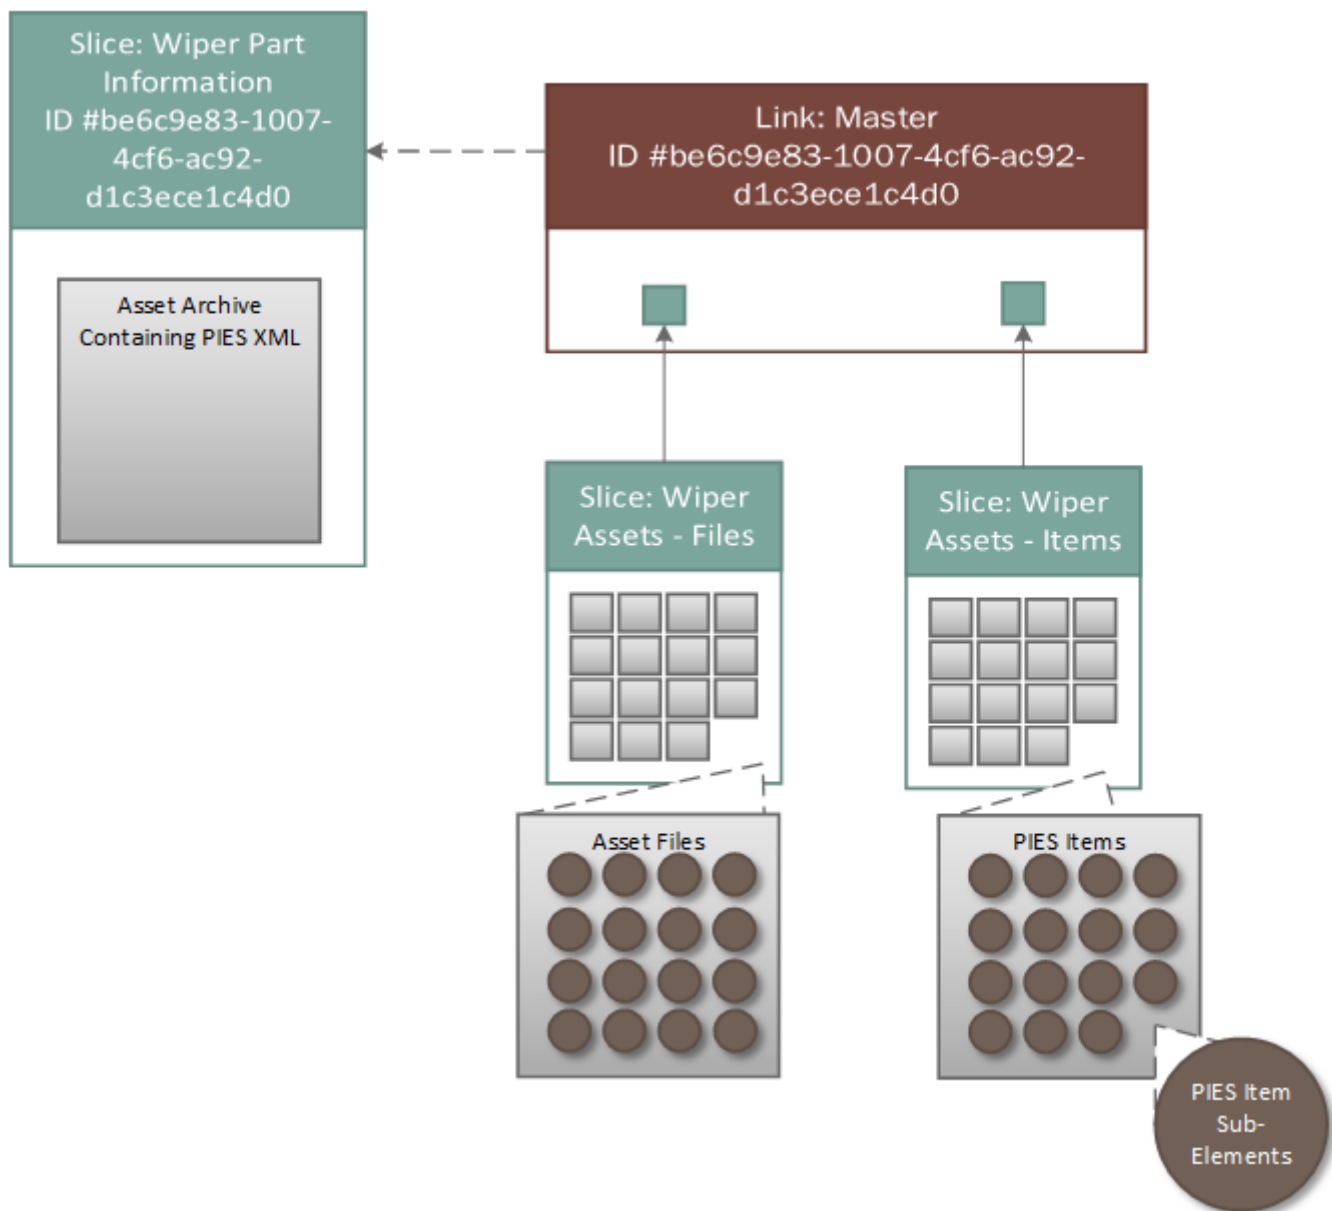 Slice: Wiper Part
Information
ID #be6c9e83-1007-
4cf6-ac92-
d1c3ece1c4d0
Asset Archive
Containing PIES XML
Link: Master
ID #be6c9e83-1007-4cf6-ac92-
d1c3ece1c4d0
Slice: Wiper
Assets - Files
Slice: Wiper
Assets - Items
Asset Files
PIES Items
PIES Item
Sub-
Elements